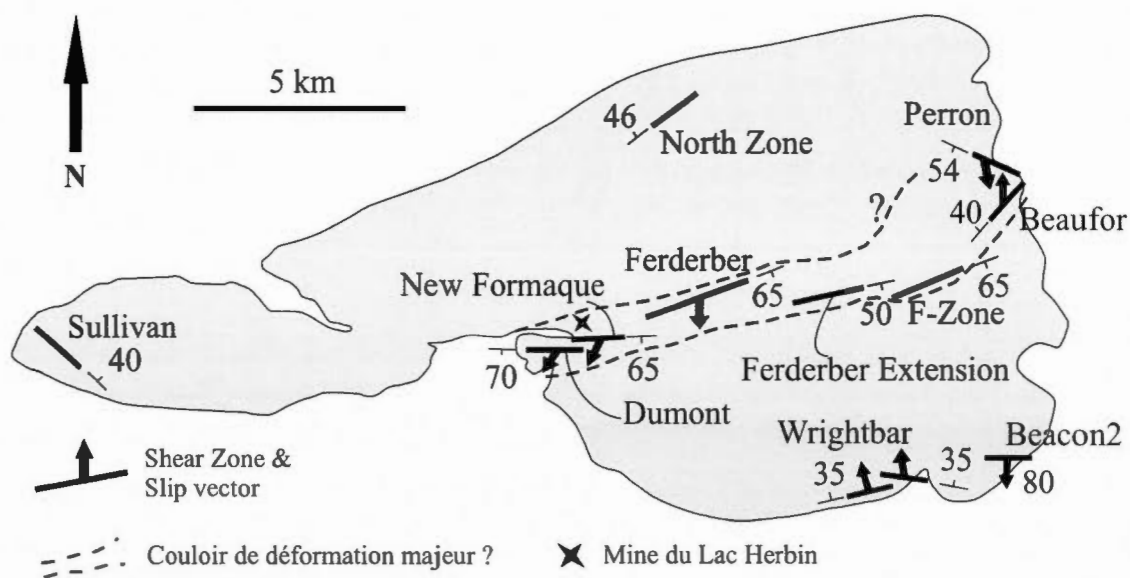 5 km
N
Perron
46
North Zone
54
?
40
Beaufor
Ferderber
New Formaque
65
65
50
F-Zone
Sullivan
40
70
65
Ferderber Extension
Dumont
Wrightbar
Beacon2
35
35
80
Shear Zone &
Slip vector
Couloir de déformation majeur ?
Mine du Lac Herbin